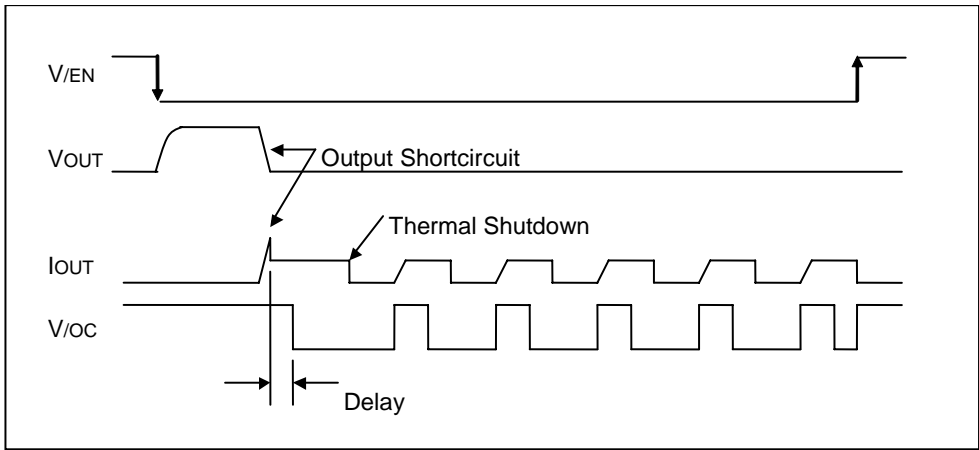 V/EN
VOUT
Output Shortcircuit
Thermal Shutdown
IOUT
V/OC
Delay